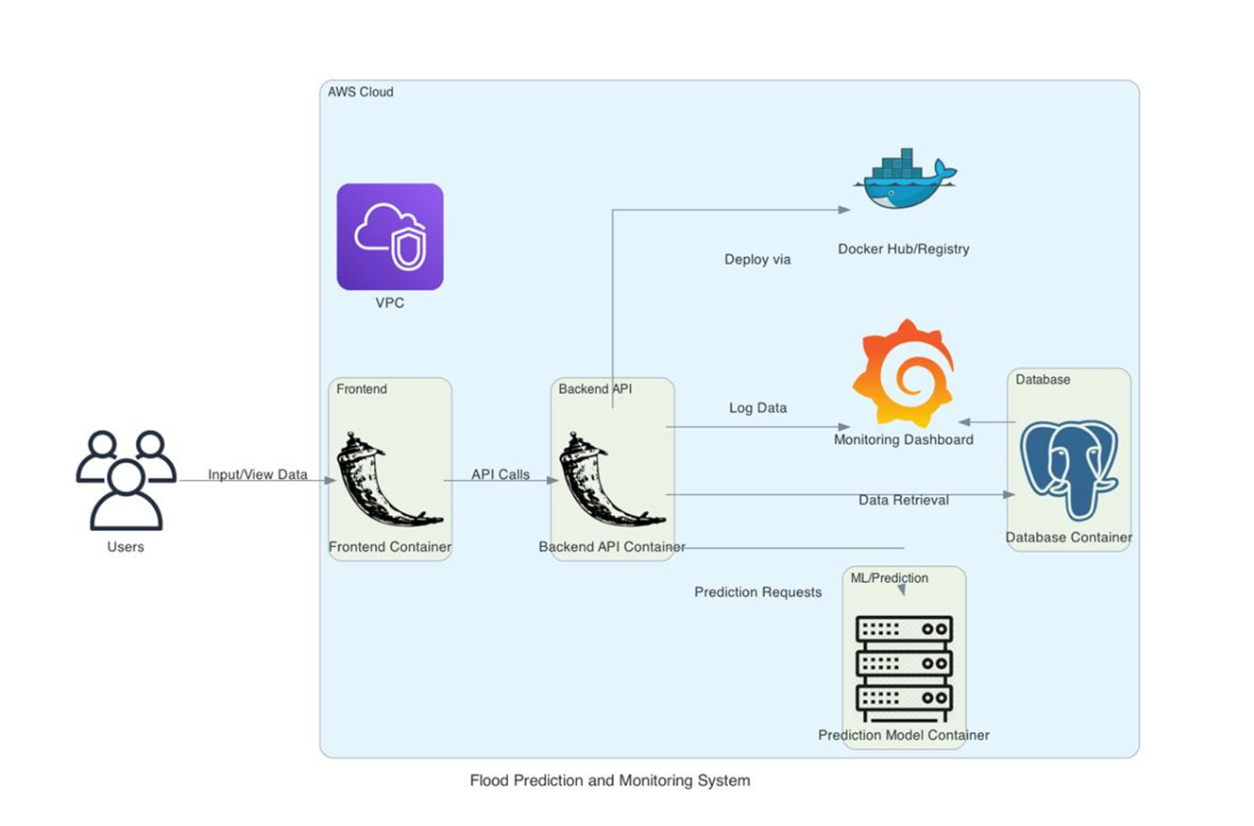 AWS Cloud
Docker Hub/Registry
Deploy via
VPC
Frontend
Backend API
Database
Log Data
Monitoring Dashboard
Input/View Data
API Calls
Data Retrieval
Users
Frontend Container
Backend API Container
Database Container
ML/Prediction
Prediction Requests
Prediction Model Container
Flood Prediction and Monitoring System